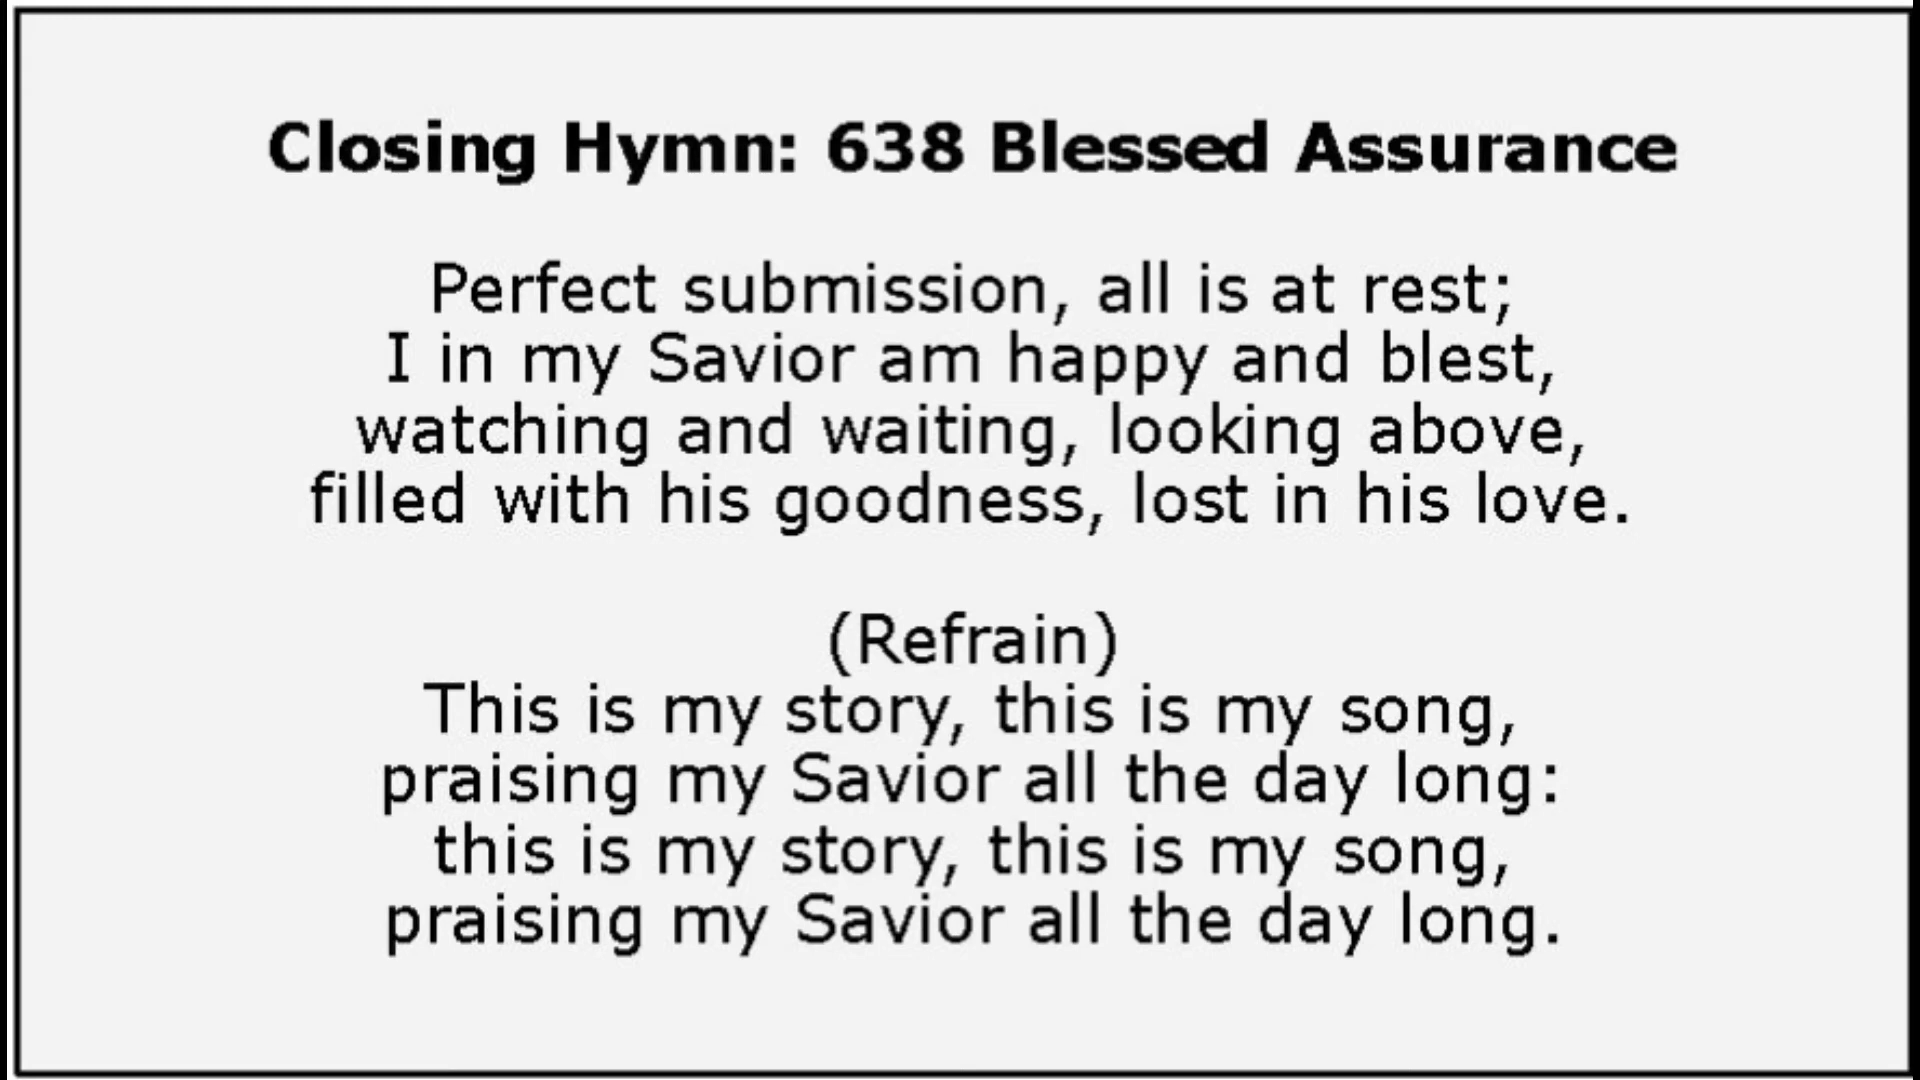 Closing Hymn: 638 Blessed Assurance
Perfect submission, all is at rest;
I in my Savior am happy and blest,
watching and waiting, looking above,
filled with his goodness, lost in his love.
(Refrain)
This is my story, this is my song,
praising my Savior all the day long:
this is my story, this is my song,
praising my Savior all the day long.